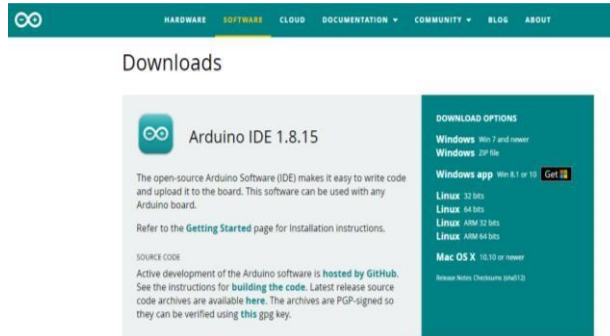 HARDWARE SOFTWARE CLOUD DOCUMENTATION COMMUNITY BLOG ABOUT
Downloads
Arduino IDE 1.8.15
The open-source Arduino Software (IDE) makes it easy to write code
and upload it to the board. This software can be used with any
Arduino board.
Refer to the Getting Started page for Installation instructions.
SOURCE CODE
Active development of the Arduino software is hosted by GitHub.
See the instructions for building the code. Latest release source
code archives are available here. The archives are PGP-signed so
they can be verified using this gpg key.
DOWNLOAD OPTIONS
Windows Win 7 and newer
Windows ZIP file
Windows app Win 8.1 or 10 Get
Linux 32 bits
Linux 64 bits
Linux ARM 32 bits
Linux ARM 64 bits
Mac OS X 10.10 or newer
Release Notes Checksums (sha512)